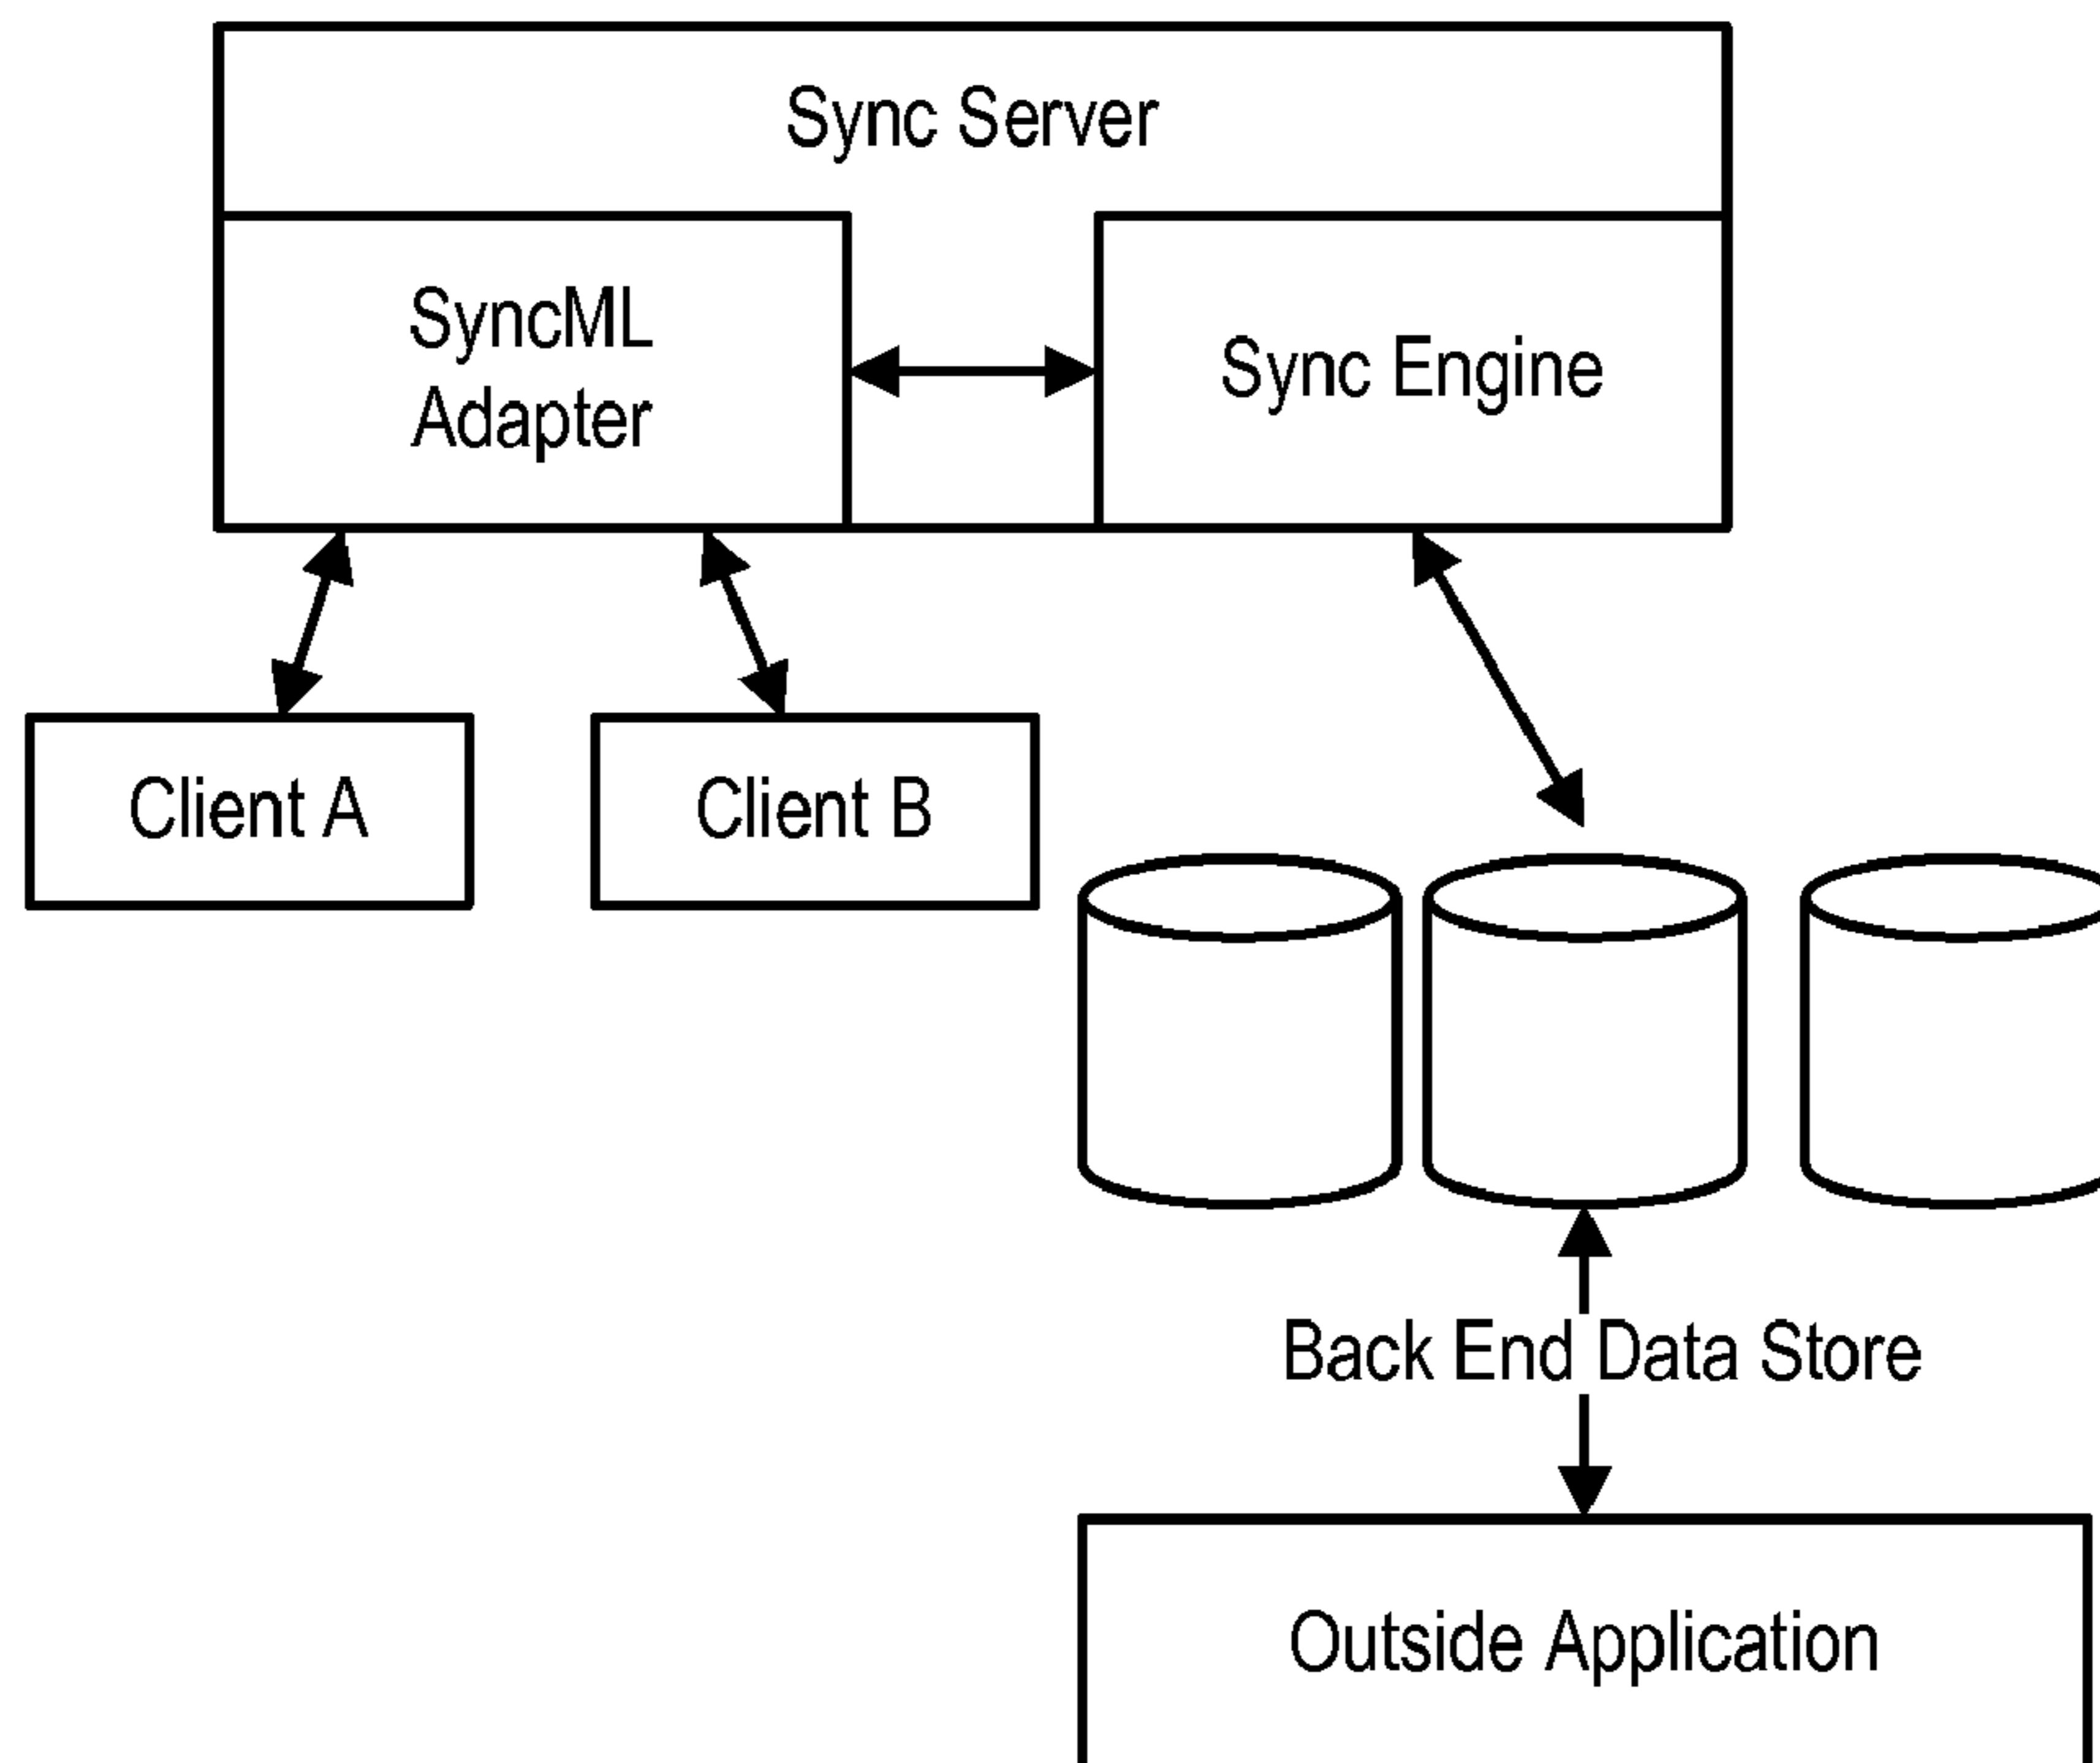 Sync Server
SyncML
Adapter
Sync Engine
Client A
Client B
Back End Data Store
Outside Application